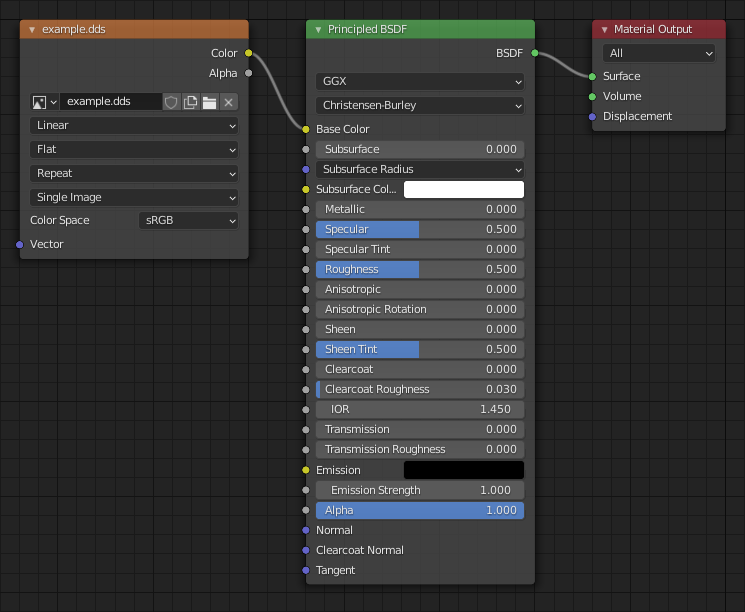 example.dds
Color
Alpha
example.dds
Linear
Flat
Repeat
Single Image
Color Space sRGB
Vector
Principled BSDF
BSDF
GGX
Christensen-Burley
Base Color
Subsurface 0.000
Subsurface Radius
Subsurface Col...
Metallic 0.000
Specular 0.500
Specular Tint 0.000
Roughness 0.500
Anisotropic 0.000
Anisotropic Rotation 0.000
Sheen 0.000
Sheen Tint 0.500
Clearcoat 0.000
Clearcoat Roughness 0.030
IOR 1.450
Transmission 0.000
Transmission Roughness 0.000
Emission
Emission Strength 1.000
Alpha 1.000
Normal
Clearcoat Normal
Tangent
Material Output
All
Surface
Volume
Displacement